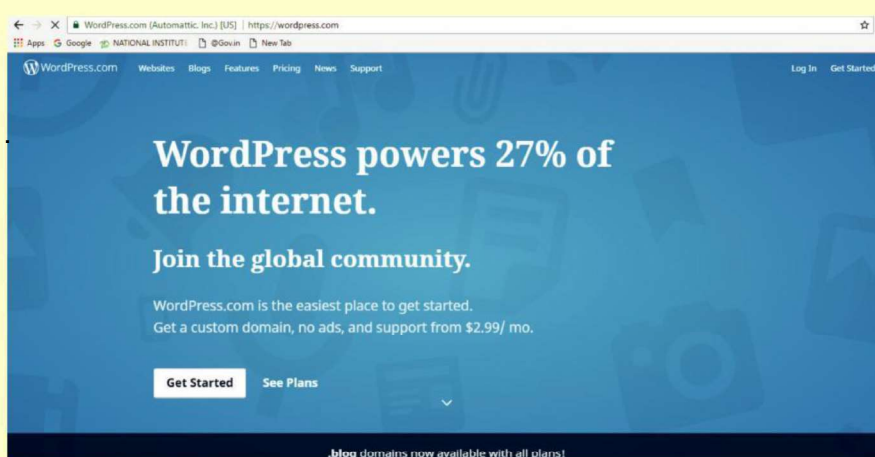 WordPress.com (Automattic. Inc.) [US] | https://wordpress.com
Apps Google NATIONAL INSTITUT @Gov.in New Tab
WordPress.com Websites Blogs Features Pricing News Support Log In Get Started
WordPress powers 27% of
the internet.
Join the global community.
WordPress.com is the easiest place to get started.
Get a custom domain, no ads, and support from $2.99/ mo.
Get Started See Plans
.blog domains now available with all plans!